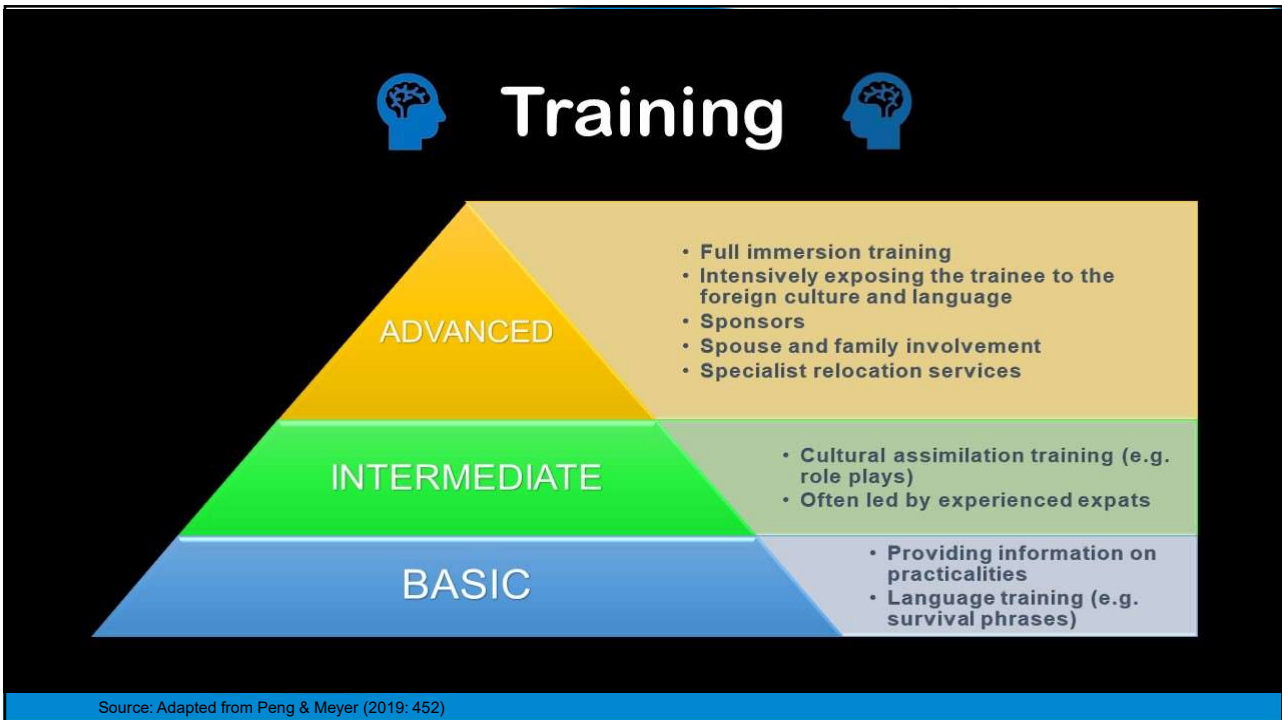 Training
ADVANCED
• Full immersion training
• Intensively exposing the trainee to the
foreign culture and language
• Sponsors
• Spouse and family involvement
• Specialist relocation services
INTERMEDIATE
• Cultural assimilation training (e.g.
role plays)
• Often led by experienced expats
BASIC
• Providing information on
practicalities
• Language training (e.g.
survival phrases)
Source: Adapted from Peng & Meyer (2019: 452)